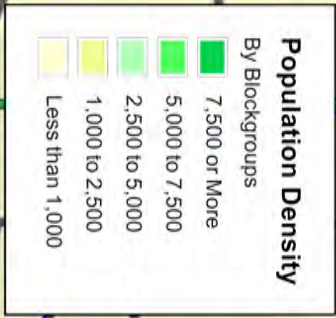 Population Density
By Blockgroups
7,500 or More
5,000 to 7,500
2,500 to 5,000
1,000 to 2,500
Less than 1,000